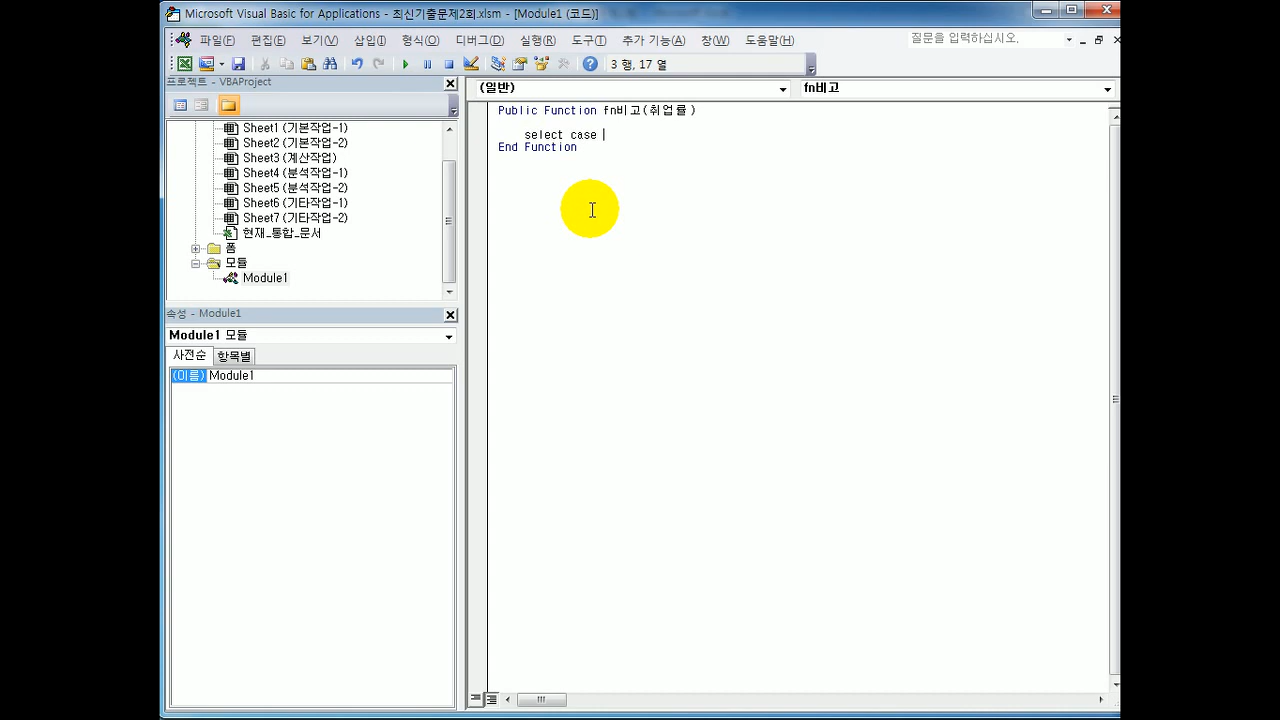 Microsoft Visual Basic for Applications - 최신기출문제2회.xlsm - [Module1 (코드)]
파일(F) 편집(E) 보기(V) 삽입(I) 형식(O) 디버그(D) 실행(R) 도구(T) 추가 기능(A) 창(W) 도움말(H) 질문을 입력하십시오.
3 행, 17 열
프로젝트 - VBAProject
(일반) fn비고
Sheet1 (기본작업-1)
Sheet2 (기본작업-2)
Sheet3 (계산작업)
Sheet4 (분석작업-1)
Sheet5 (분석작업-2)
Sheet6 (기타작업-1)
Sheet7 (기타작업-2)
현재_통합_문서
폼
모듈
Module1
Public Function fn비고(취업률)
select case
End Function
속성 - Module1
Module1 모듈
사전순 항목별
(이름) Module1